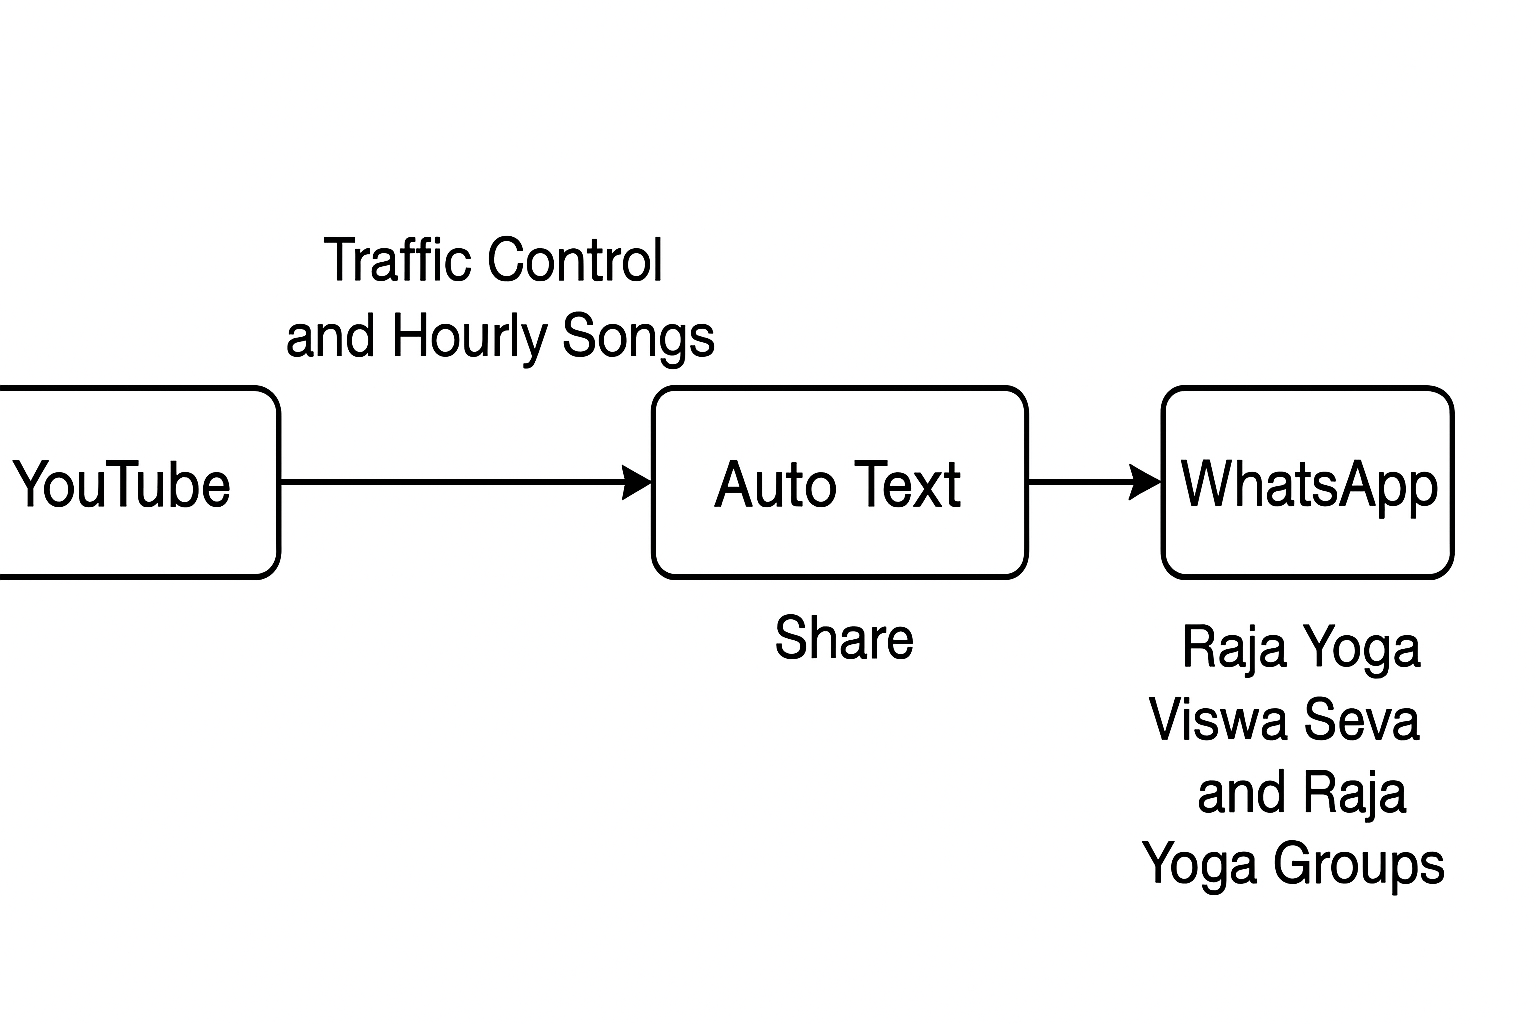 Traffic Control
and Hourly Songs
YouTube
Auto Text
WhatsApp
Share
Raja Yoga
Viswa Seva
and Raja
Yoga Groups